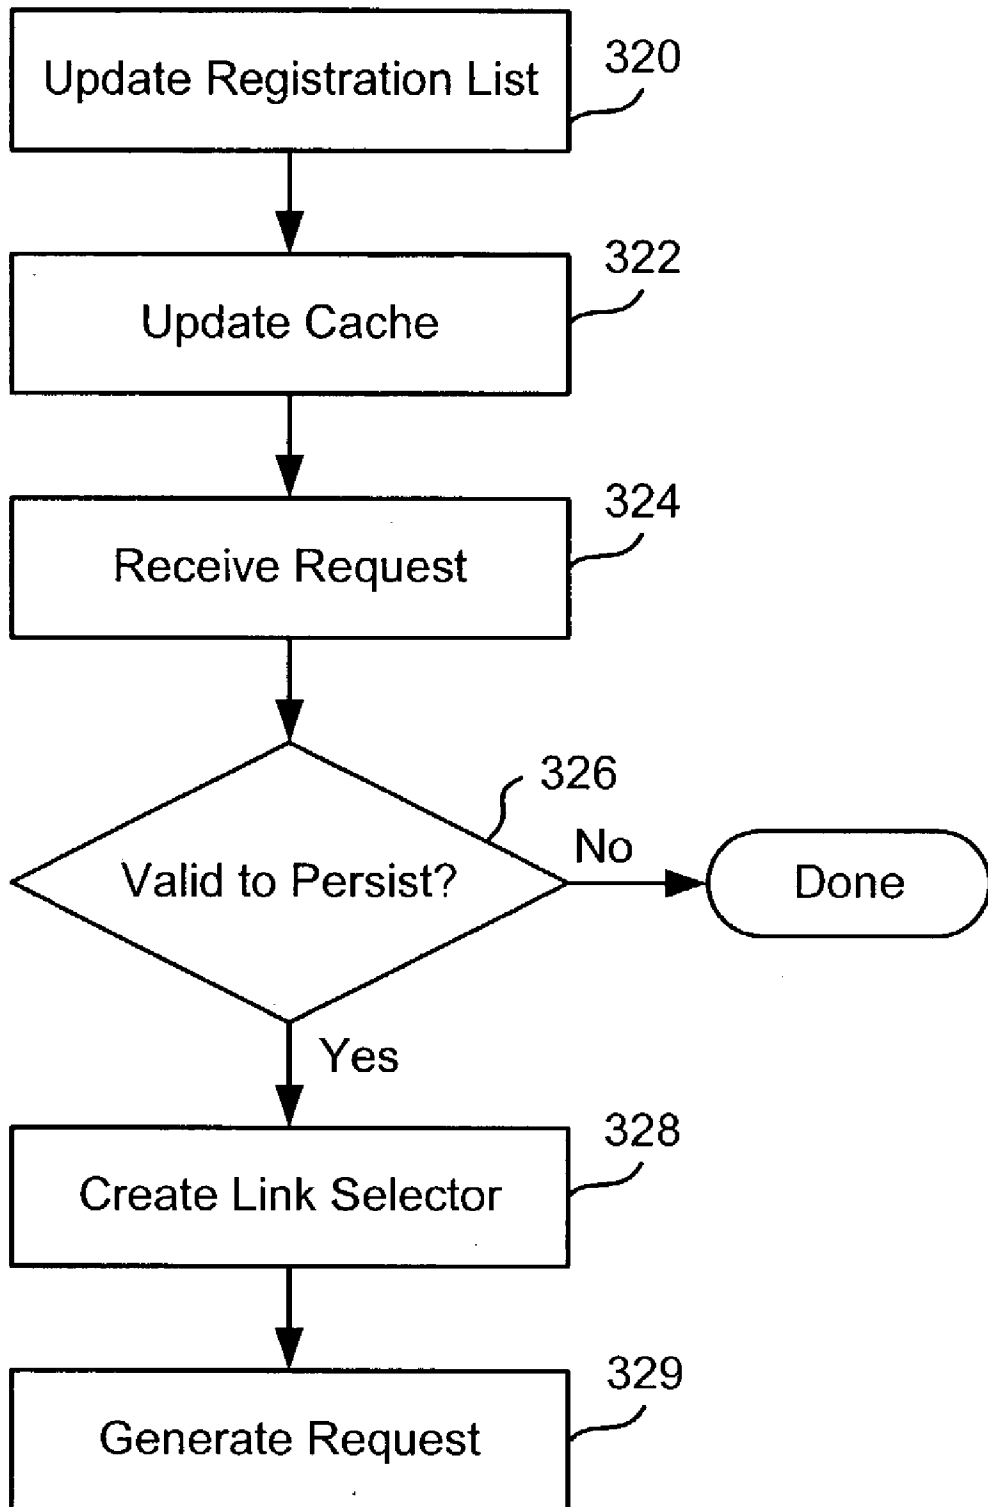 Update Registration List
320
Update Cache
322
Receive Request
324
326
Valid to Persist?
No
Done
Yes
Create Link Selector
328
Generate Request
329